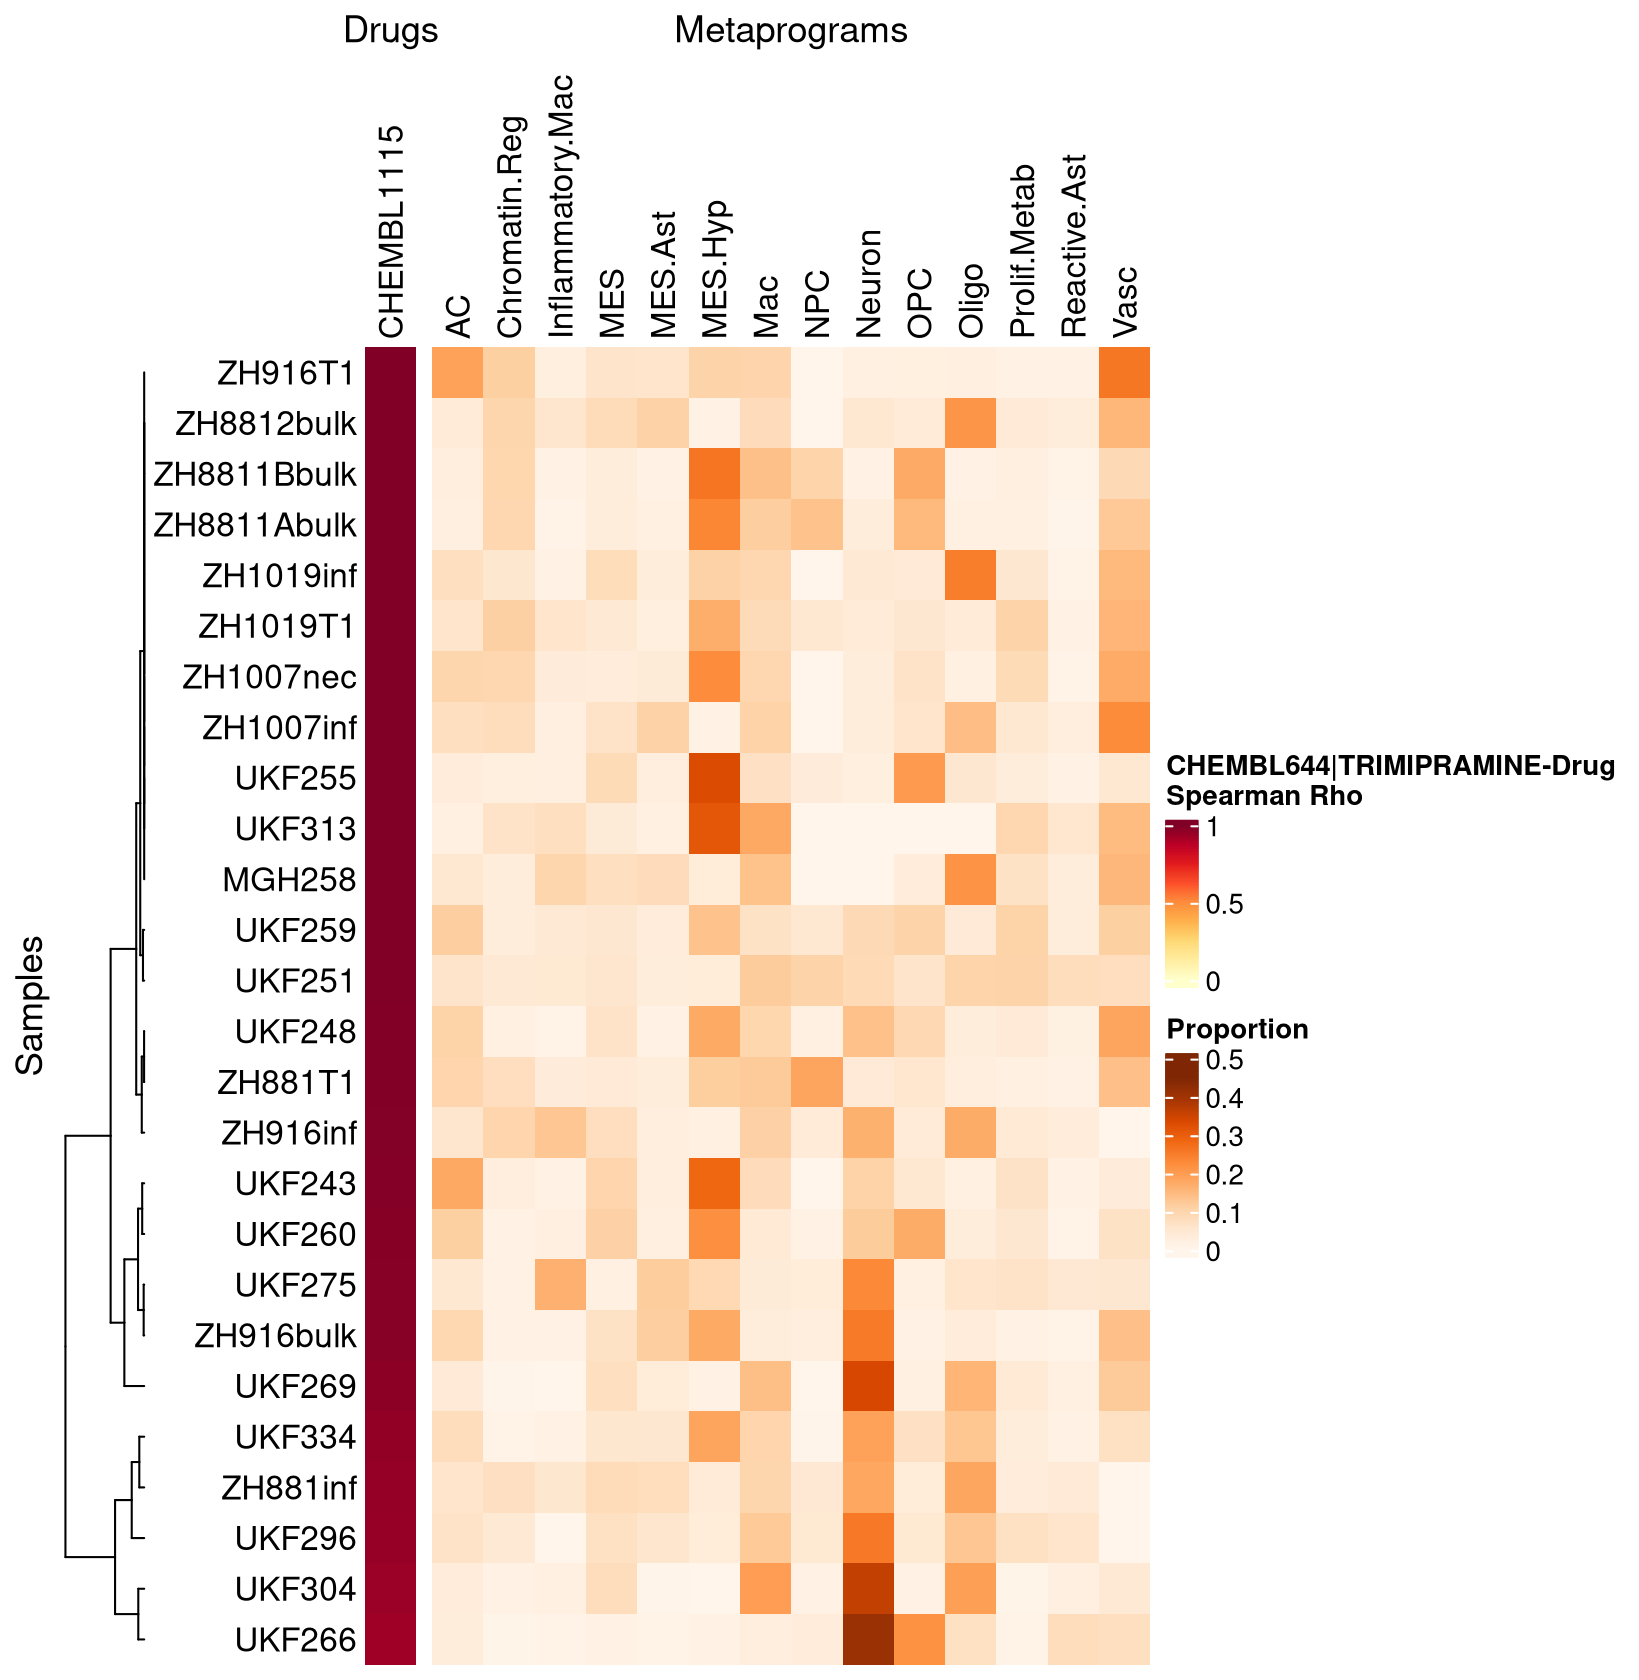 Drugs
Metaprograms
CHEMBL1115
AC
Chromatin.Reg
Inflammatory.Mac
MES
MES.Ast
MES.Hyp
Mac
NPC
Neuron
OPC
Oligo
Prolif.Metab
Reactive.Ast
Vasc
Samples
ZH916T1
ZH8812bulk
ZH8811Bbulk
ZH8811Abulk
ZH1019inf
ZH1019T1
ZH1007nec
ZH1007inf
UKF255
UKF313
MGH258
UKF259
UKF251
UKF248
ZH881T1
ZH916inf
UKF243
UKF260
UKF275
ZH916bulk
UKF269
UKF334
ZH881inf
UKF296
UKF304
UKF266
CHEMBL644|TRIMIPRAMINE-Drug
Spearman Rho
1
0.5
0
Proportion
0.5
0.4
0.3
0.2
0.1
0